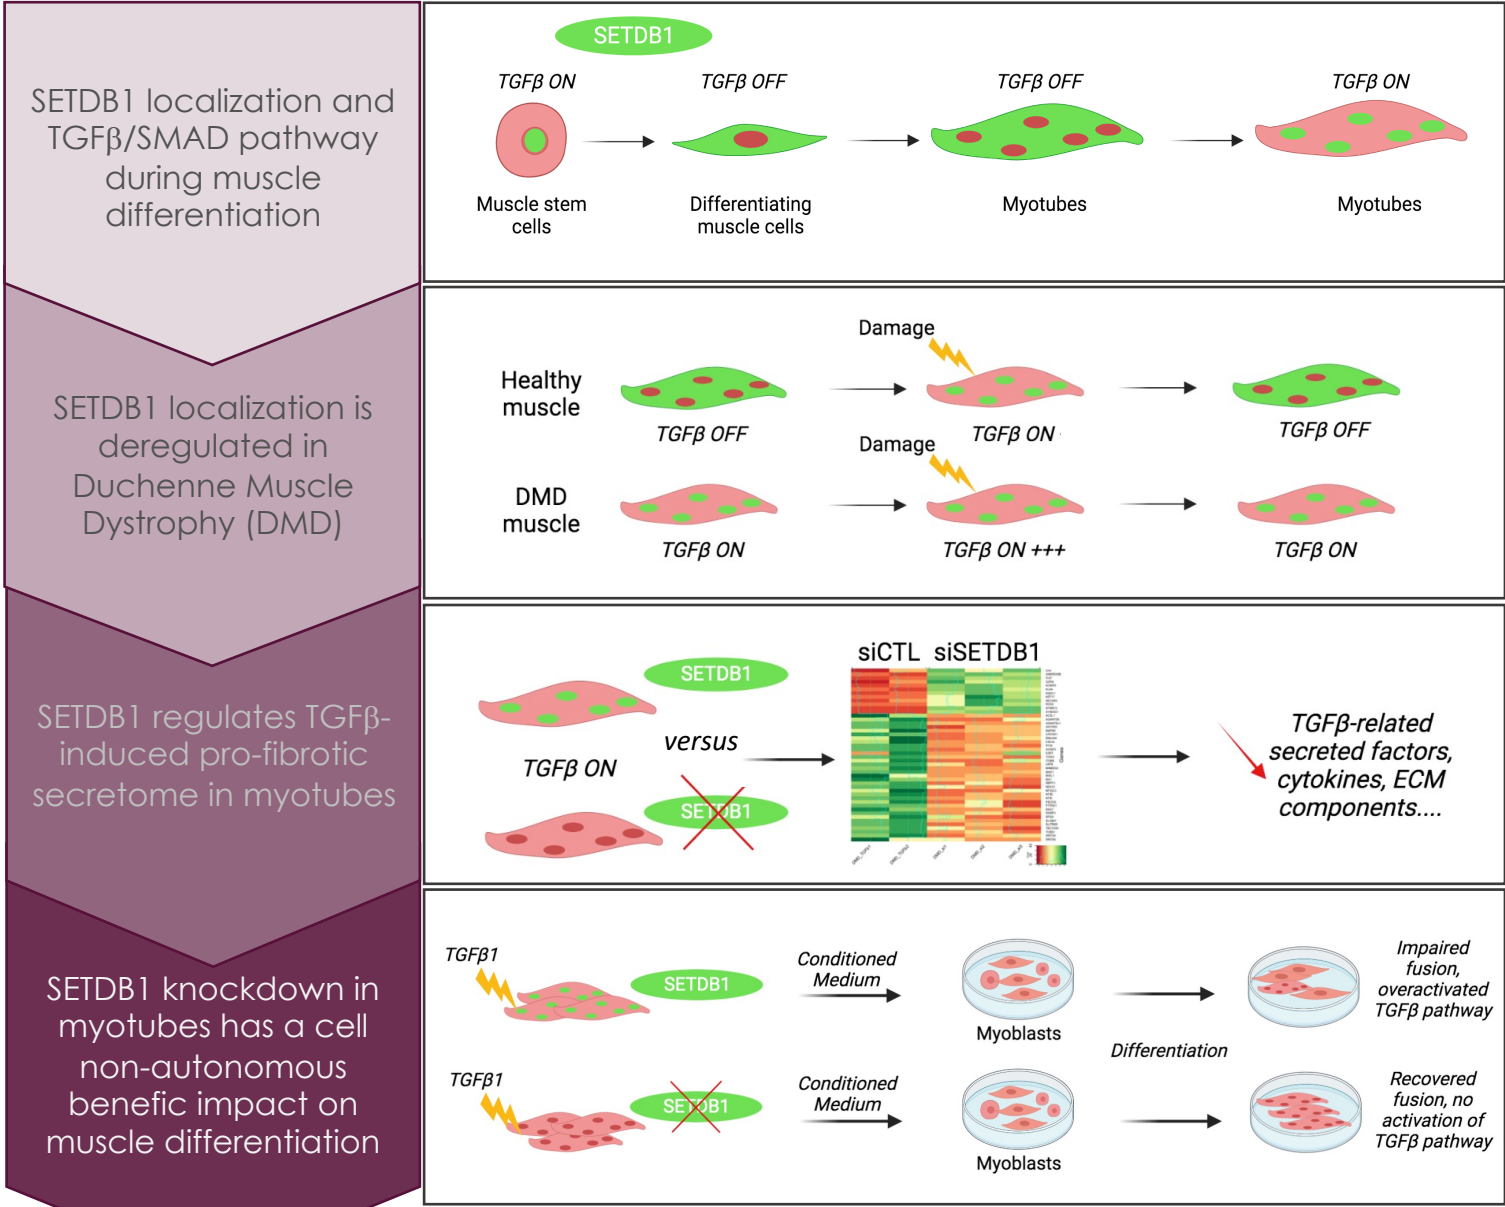 SETDB1 localization and
TGFβ/SMAD pathway
during muscle
differentiation
SETDB1
TGFβ ON
TGFβ OFF
TGFβ OFF
TGFβ ON
Muscle stem
cells
Differentiating
muscle cells
Myotubes
Myotubes
SETDB1 localization is
deregulated in
Duchenne Muscle
Dystrophy (DMD)
Healthy
muscle
Damage
TGFβ OFF
TGFβ ON
TGFβ OFF
DMD
muscle
Damage
TGFβ ON
TGFβ ON +++
TGFβ ON
SETDB1 regulates TGFβ-
induced pro-fibrotic
secretome in myotubes
SETDB1
TGFβ ON
versus
SETDB1
siCTL siSETDB1
TGFβ-related
secreted factors,
cytokines, ECM
components....
SETDB1 knockdown in
myotubes has a cell
non-autonomous
benefic impact on
muscle differentiation
TGFβ1
SETDB1
Conditioned
Medium
Myoblasts
Impaired
fusion,
overactivated
TGFβ pathway
Differentiation
TGFβ1
SETDB1
Conditioned
Medium
Myoblasts
Recovered
fusion, no
activation of
TGFβ pathway